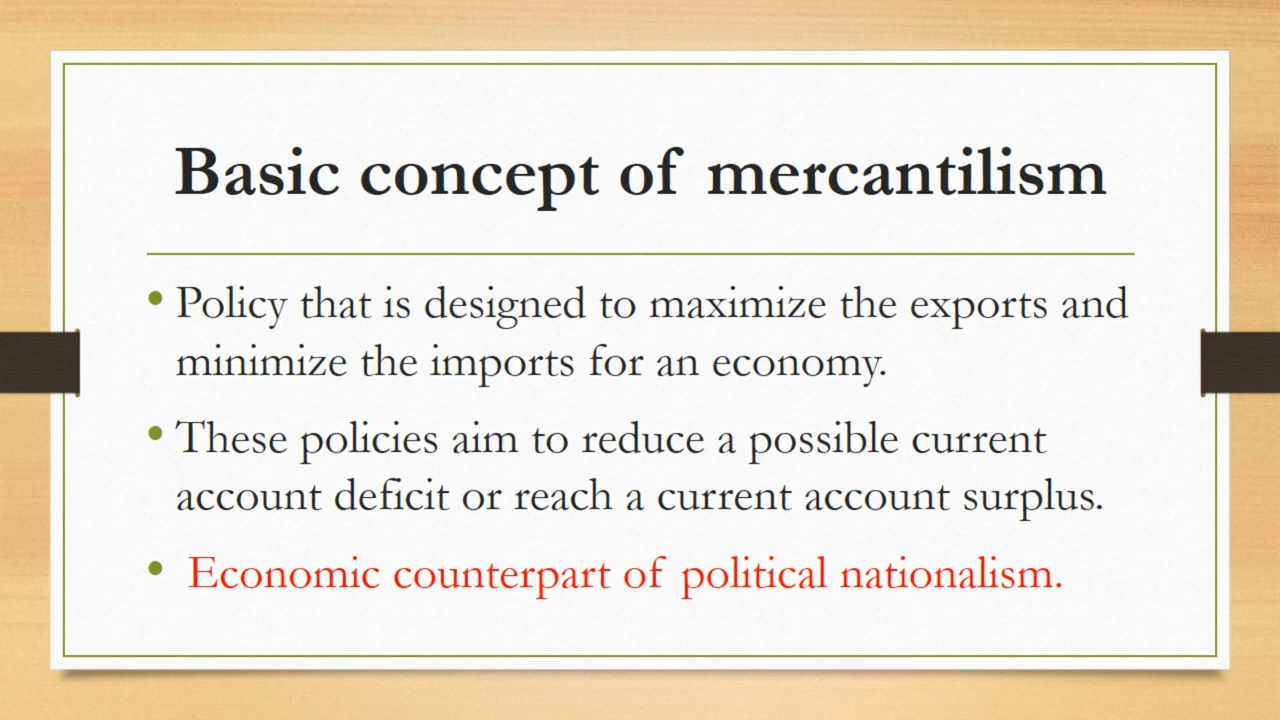 Basic concept of mercantilism
• Policy that is designed to maximize the exports and
minimize the imports for an economy.
• These policies aim to reduce a possible current
account deficit or reach a current account surplus.
• Economic counterpart of political nationalism.